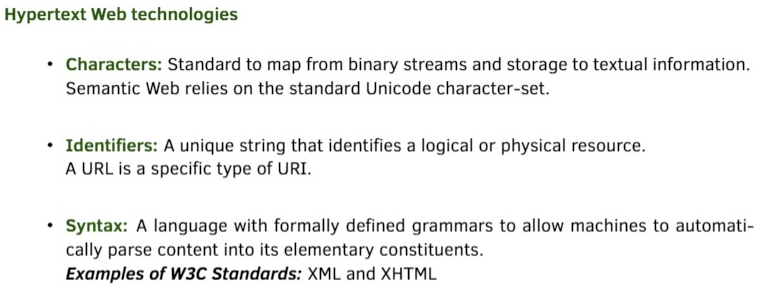 Hypertext Web technologies
• Characters: Standard to map from binary streams and storage to textual information.
Semantic Web relies on the standard Unicode character-set.
• Identifiers: A unique string that identifies a logical or physical resource.
A URL is a specific type of URI.
• Syntax: A language with formally defined grammars to allow machines to automati-
cally parse content into its elementary constituents.
Examples of W3C Standards: XML and XHTML